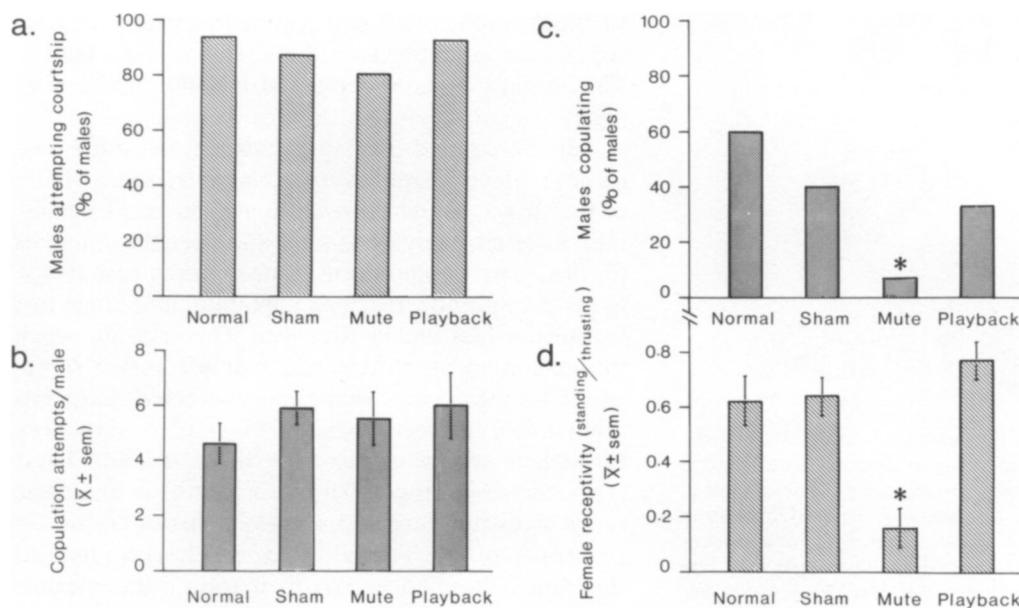 a.
Males attempting courtship
(% of males)
100
80
60
40
20
0
Normal Sham Mute Playback
b.
Copulation attempts/male
(X̄ ± sem)
8
6
4
2
0
Normal Sham Mute Playback
c.
Males copulating
(% of males)
100
80
60
40
20
0
*
Normal Sham Mute Playback
d.
Female receptivity (standing/thrusting)
(X̄ ± sem)
0.8
0.6
0.4
0.2
0
*
Normal Sham Mute Playback